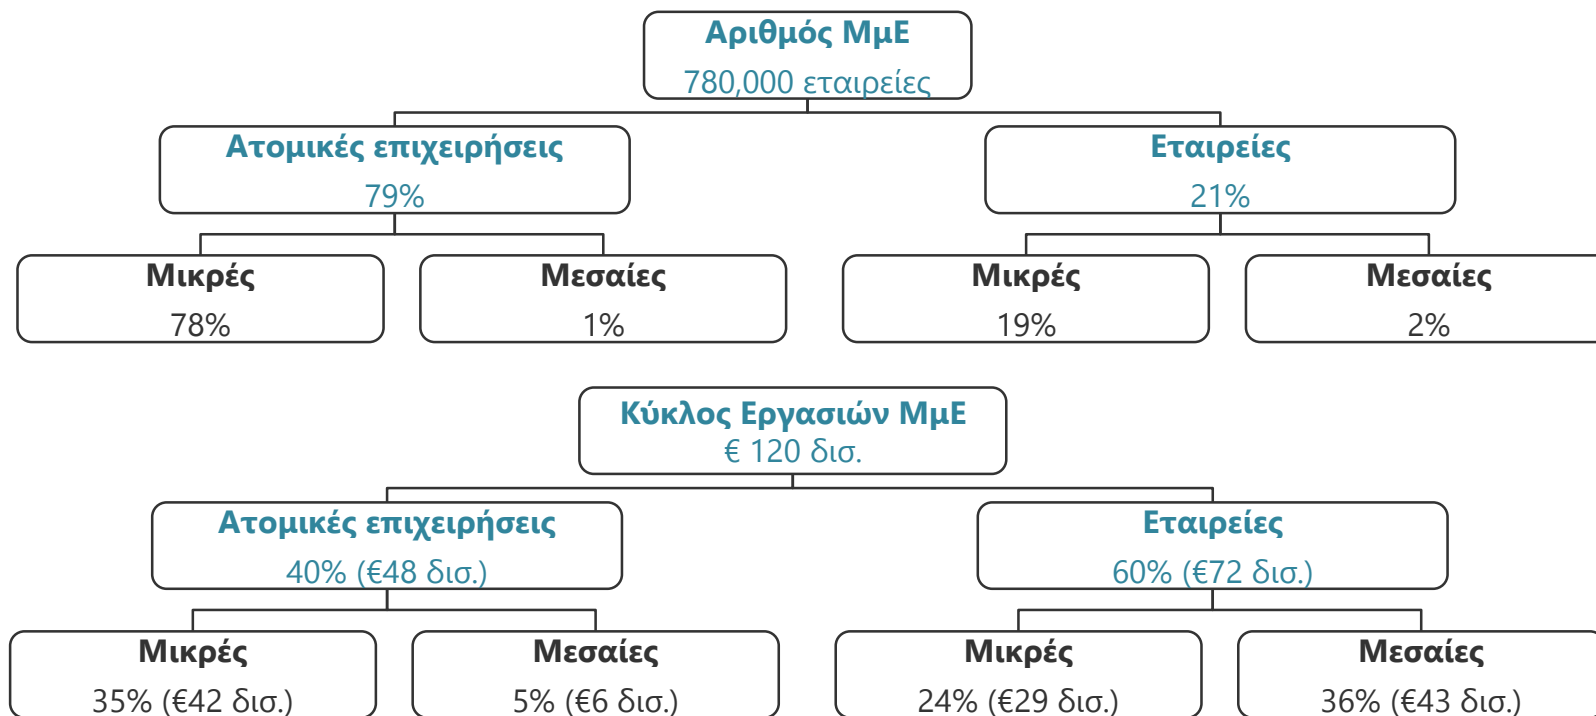 Αριθμός ΜμΕ
780,000 εταιρείες
Ατομικές επιχειρήσεις
79%
Εταιρείες
21%
Μικρές
78%
Μεσαίες
1%
Μικρές
19%
Μεσαίες
2%
Κύκλος Εργασιών ΜμΕ
€ 120 δισ.
Ατομικές επιχειρήσεις
40% (€48 δισ.)
Εταιρείες
60% (€72 δισ.)
Μικρές
35% (€42 δισ.)
Μεσαίες
5% (€6 δισ.)
Μικρές
24% (€29 δισ.)
Μεσαίες
36% (€43 δισ.)